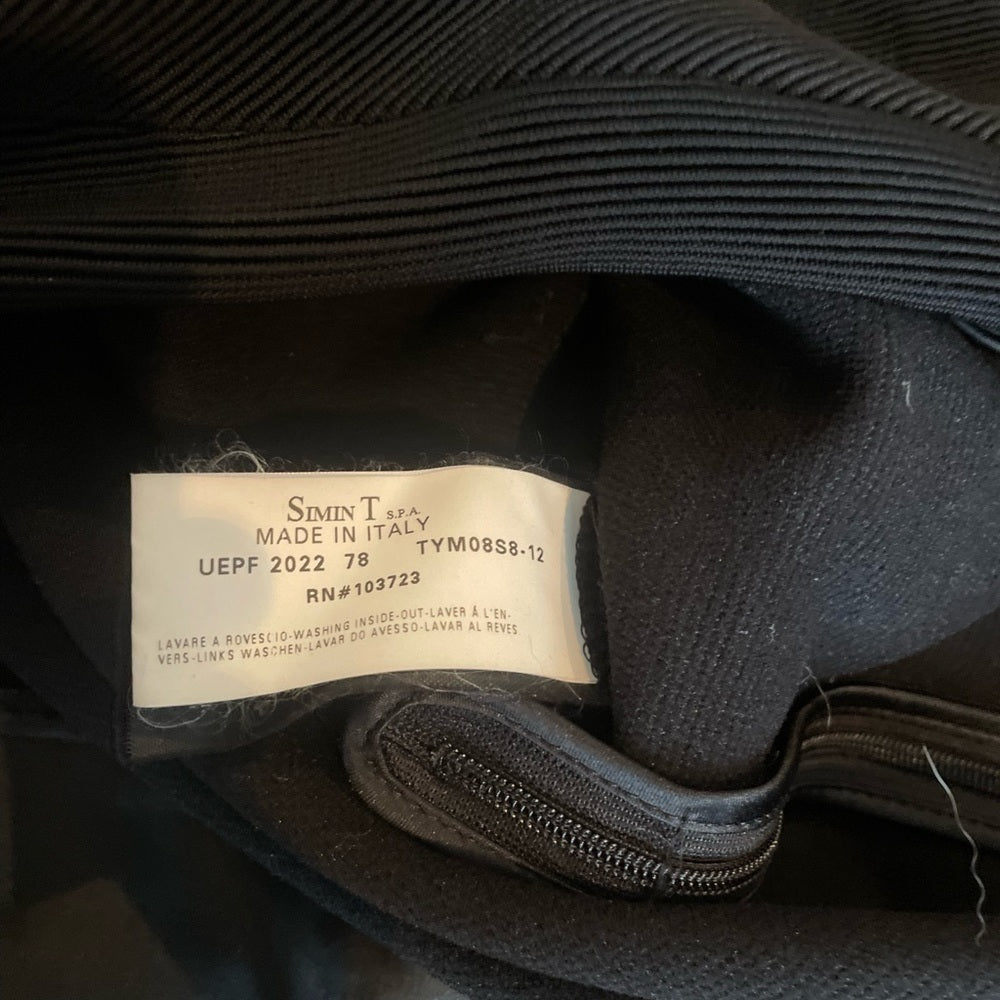 SIMIN T S.P.A.
MADE IN ITALY
UEPF 2022 78 TYM08S8-12
RN#103723
LAVARE A ROVESCIO-WASHING INSIDE-OUT-LAVER Á L'EN-
VERS-LINKS WASCHEN-LAVAR DO AVESSO-LAVAR AL REVES